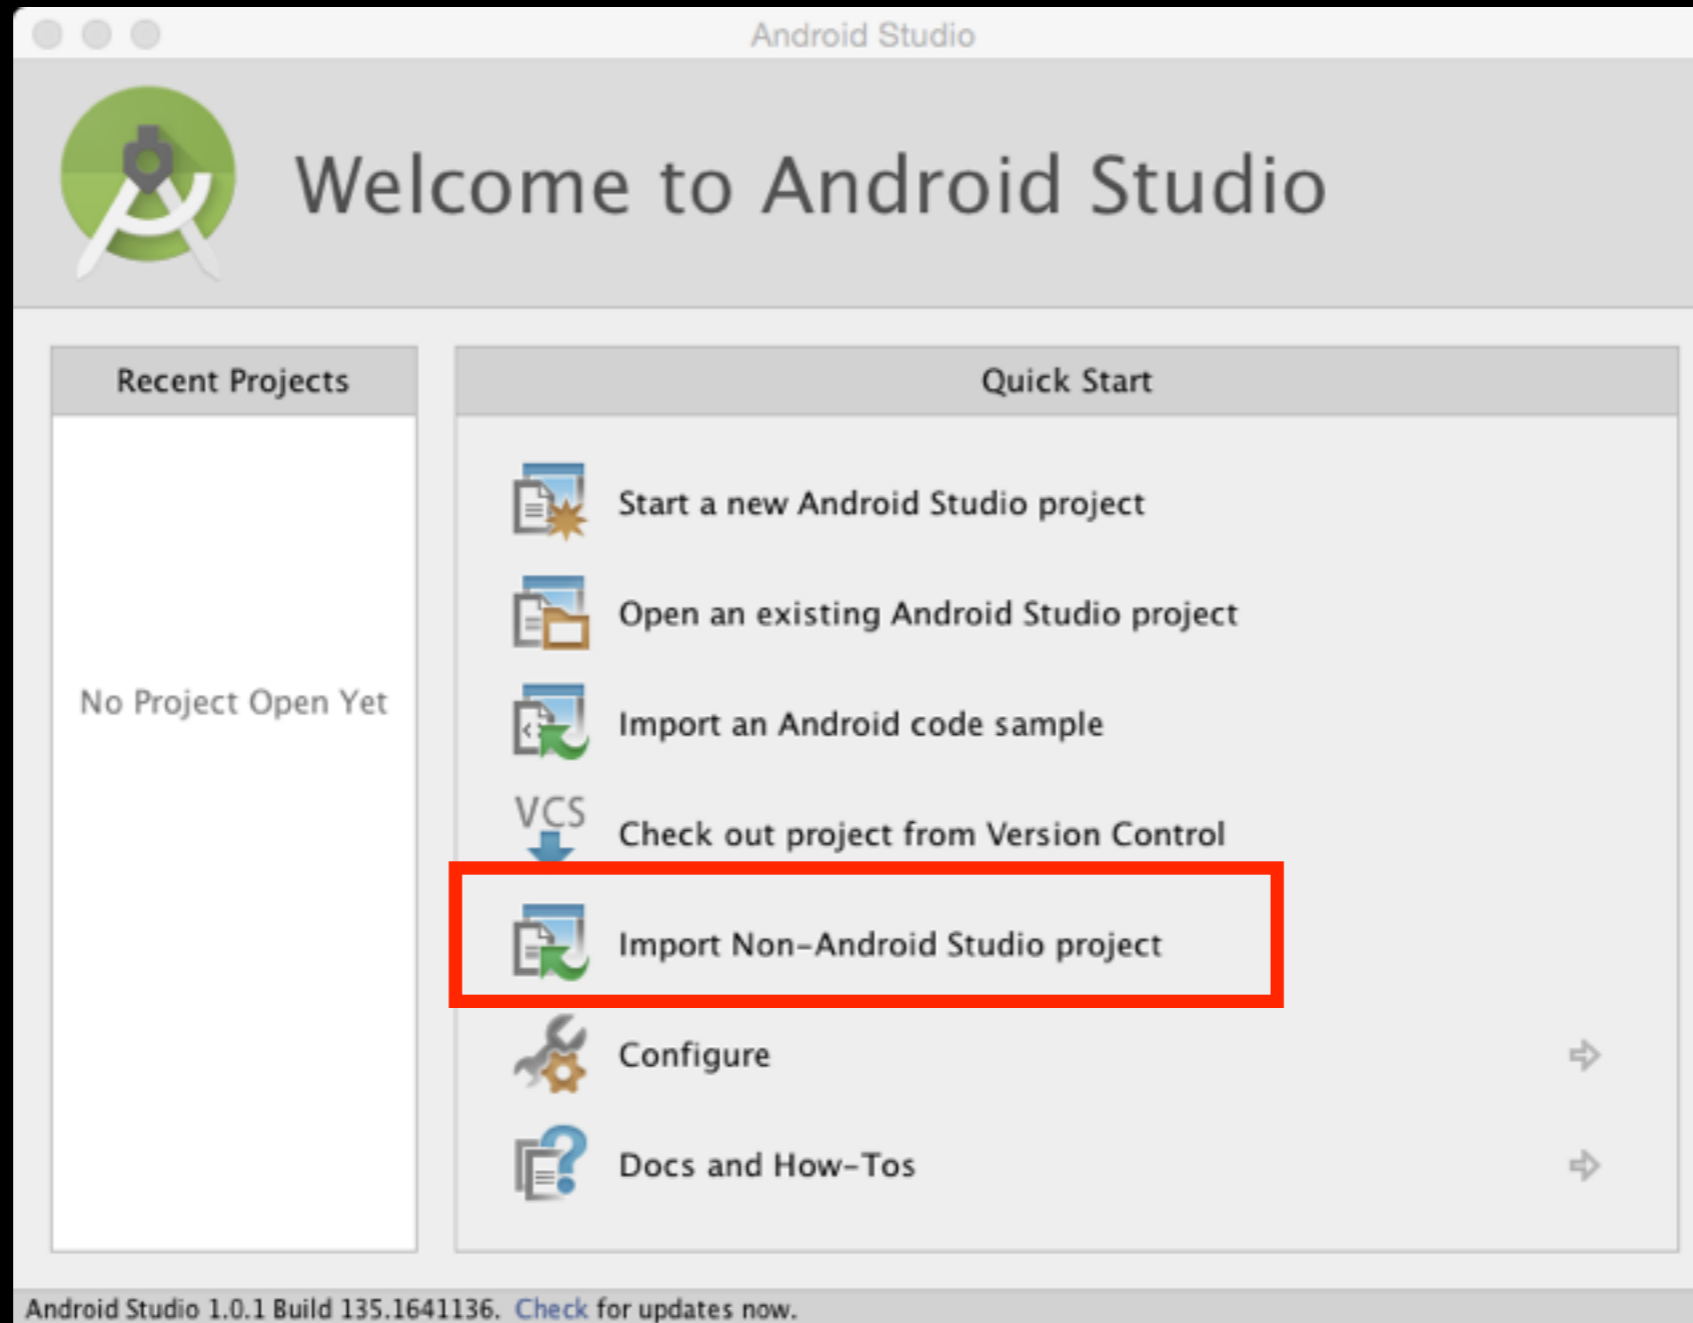 Android Studio
Welcome to Android Studio
Recent Projects
No Project Open Yet
Quick Start
Start a new Android Studio project
Open an existing Android Studio project
Import an Android code sample
VCS
Check out project from Version Control
Import Non-Android Studio project
Configure
Docs and How-Tos
Android Studio 1.0.1 Build 135.1641136. Check for updates now.